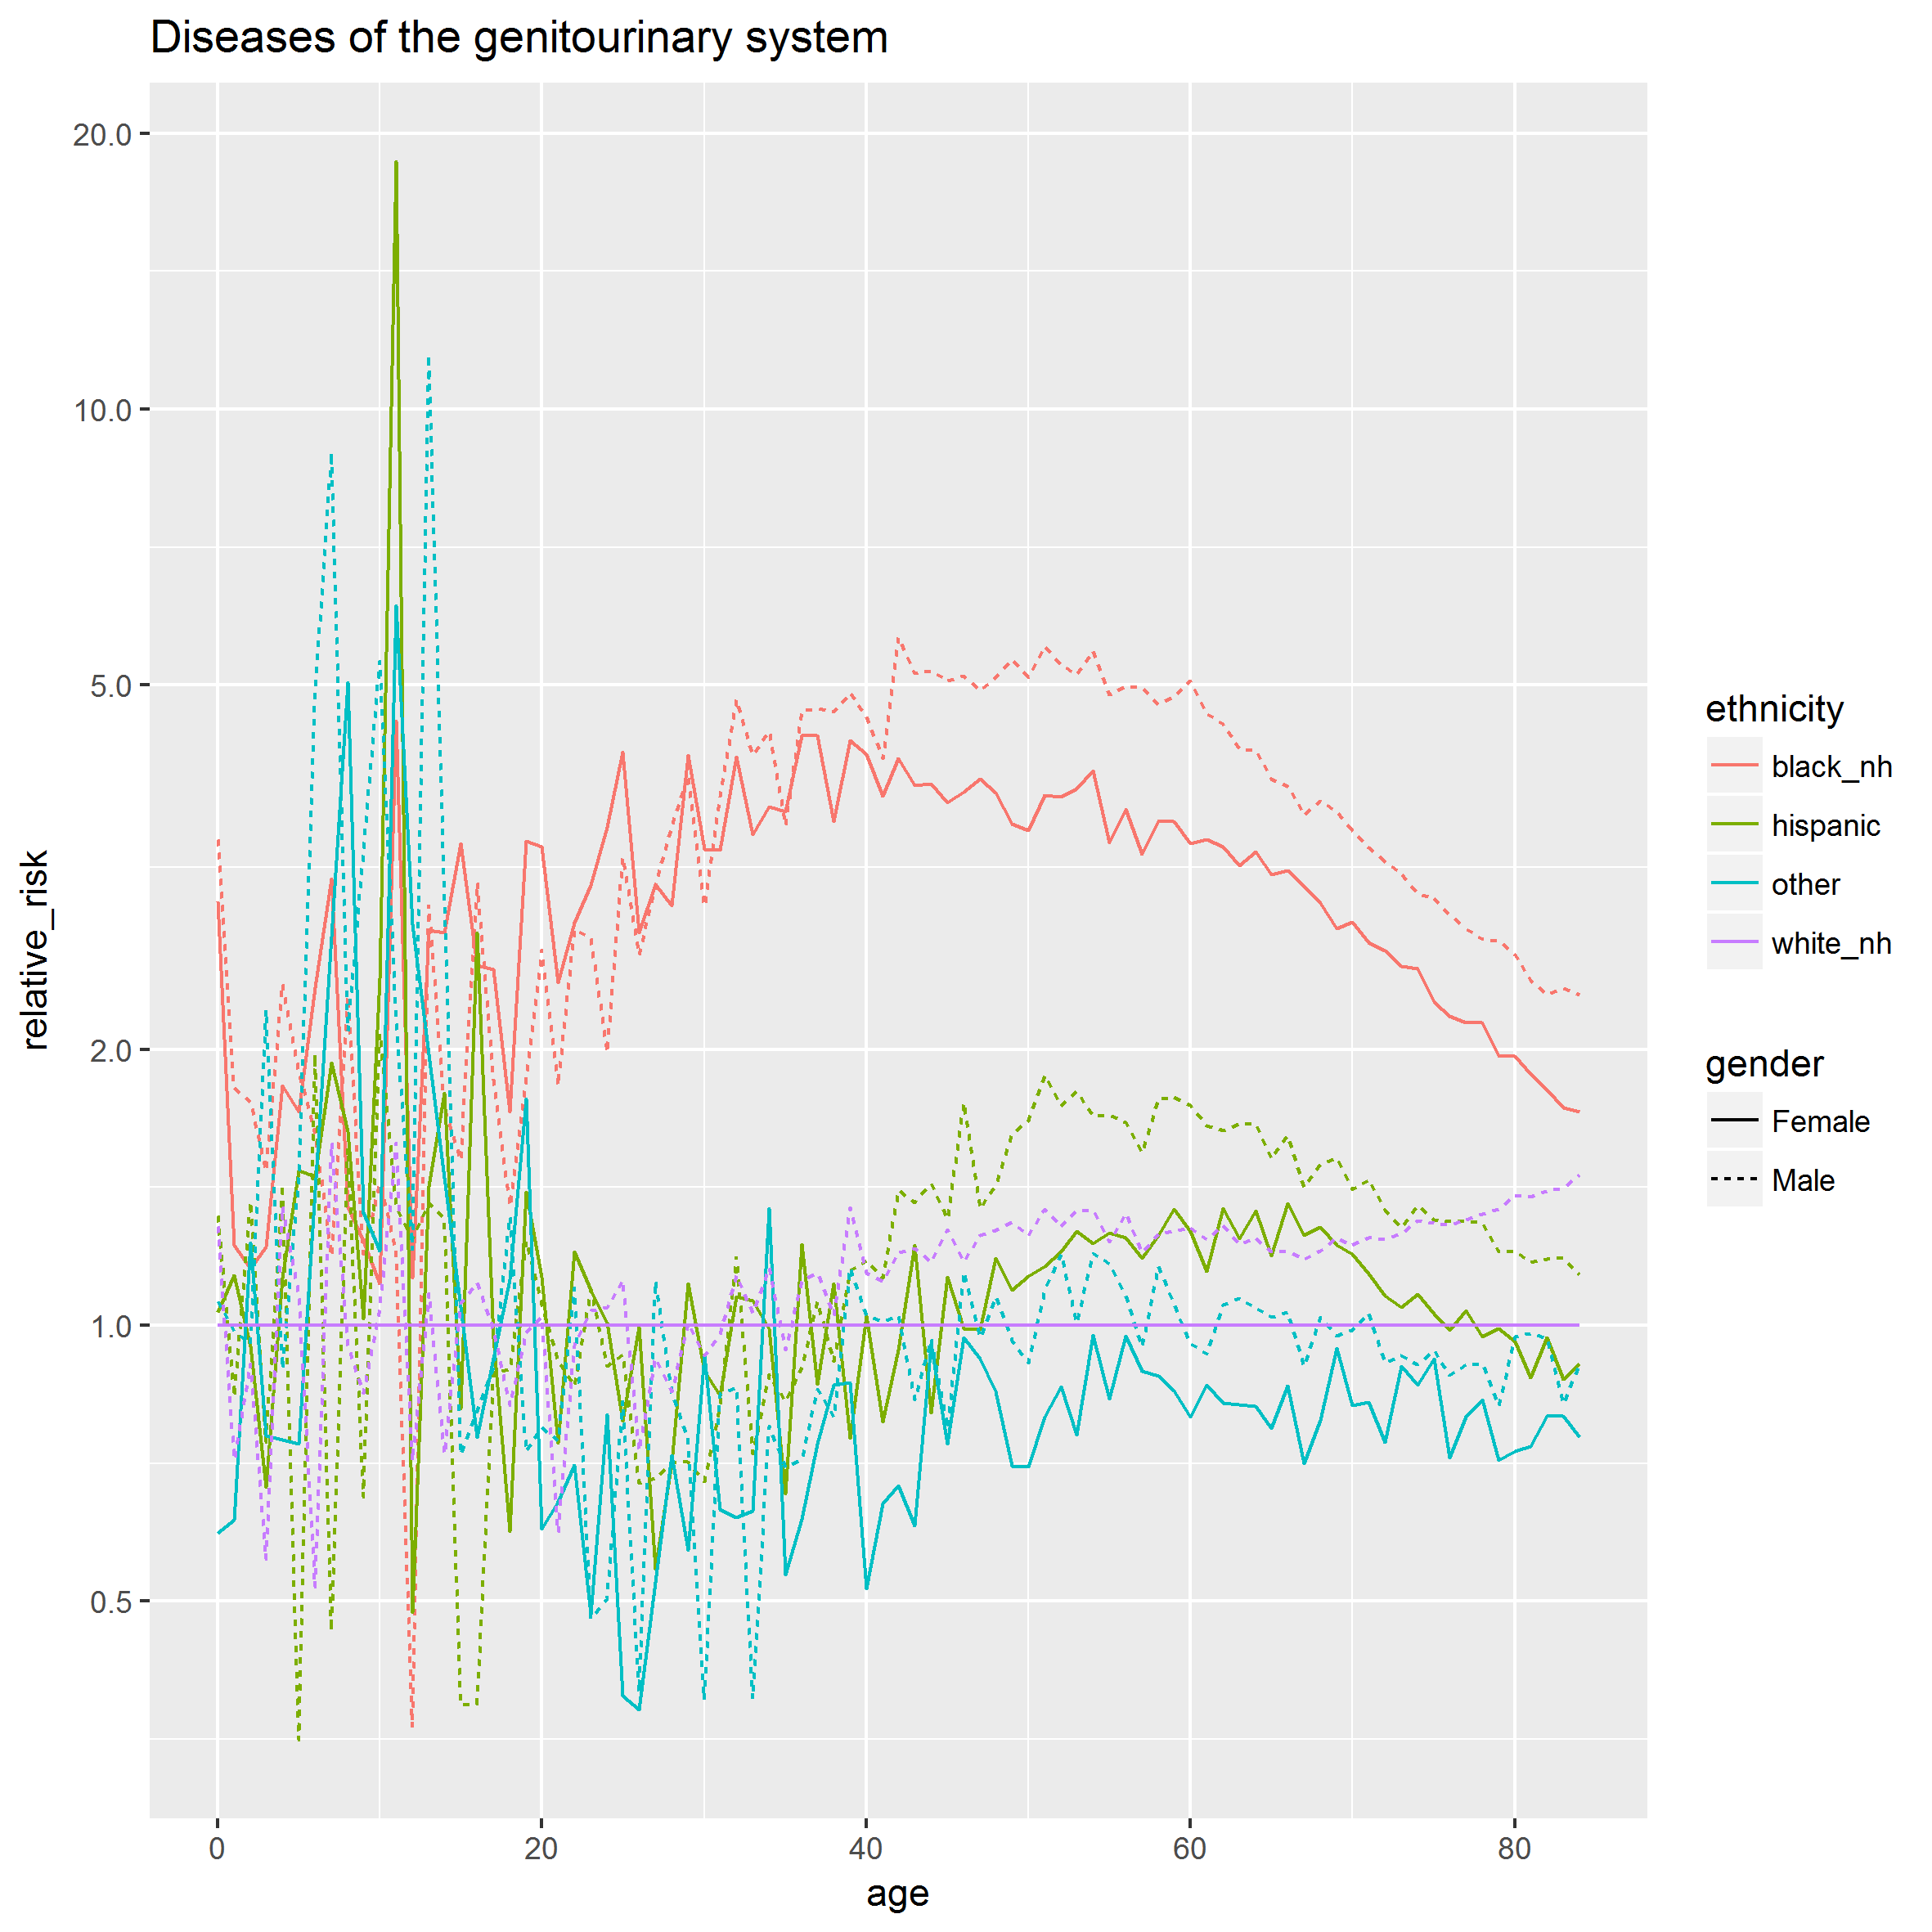 Diseases of the genitourinary system
20.0
10.0
5.0
2.0
1.0
0.5
relative_risk
0 20 40 60 80
age
ethnicity
black_nh
hispanic
other
white_nh
gender
Female
Male